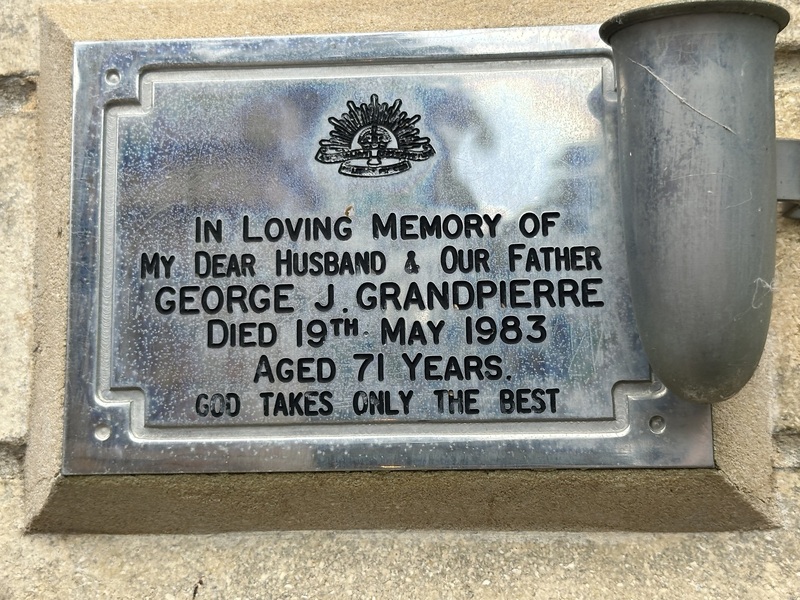 IN LOVING MEMORY OF
MY DEAR HUSBAND & OUR FATHER
GEORGE J. GRANDPIERRE
DIED 19TH. MAY 1983
AGED 71 YEARS.
GOD TAKES ONLY THE BEST